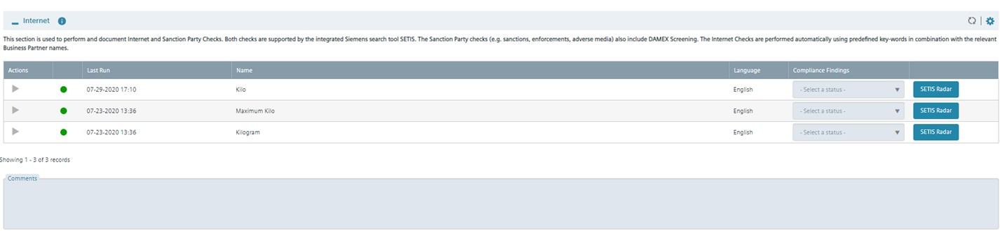 Internet
This section is used to perform and document Internet and Sanction Party Checks. Both checks are supported by the integrated Siemens search tool SETIS. The Sanction Party checks (e.g. sanctions, enforcements, adverse media) also include DAMEX Screening. The Internet Checks are performed automatically using predefined key-words in combination with the relevant
Business Partner names.
Actions Last Run Name Language Compliance Findings
07-29-2020 17:10 Kilo English - Select a status - SETIS Radar
07-23-2020 13:36 Maximum Kilo English - Select a status - SETIS Radar
07-23-2020 13:36 Kilogram English - Select a status - SETIS Radar
Showing 1 - 3 of 3 records
Comments